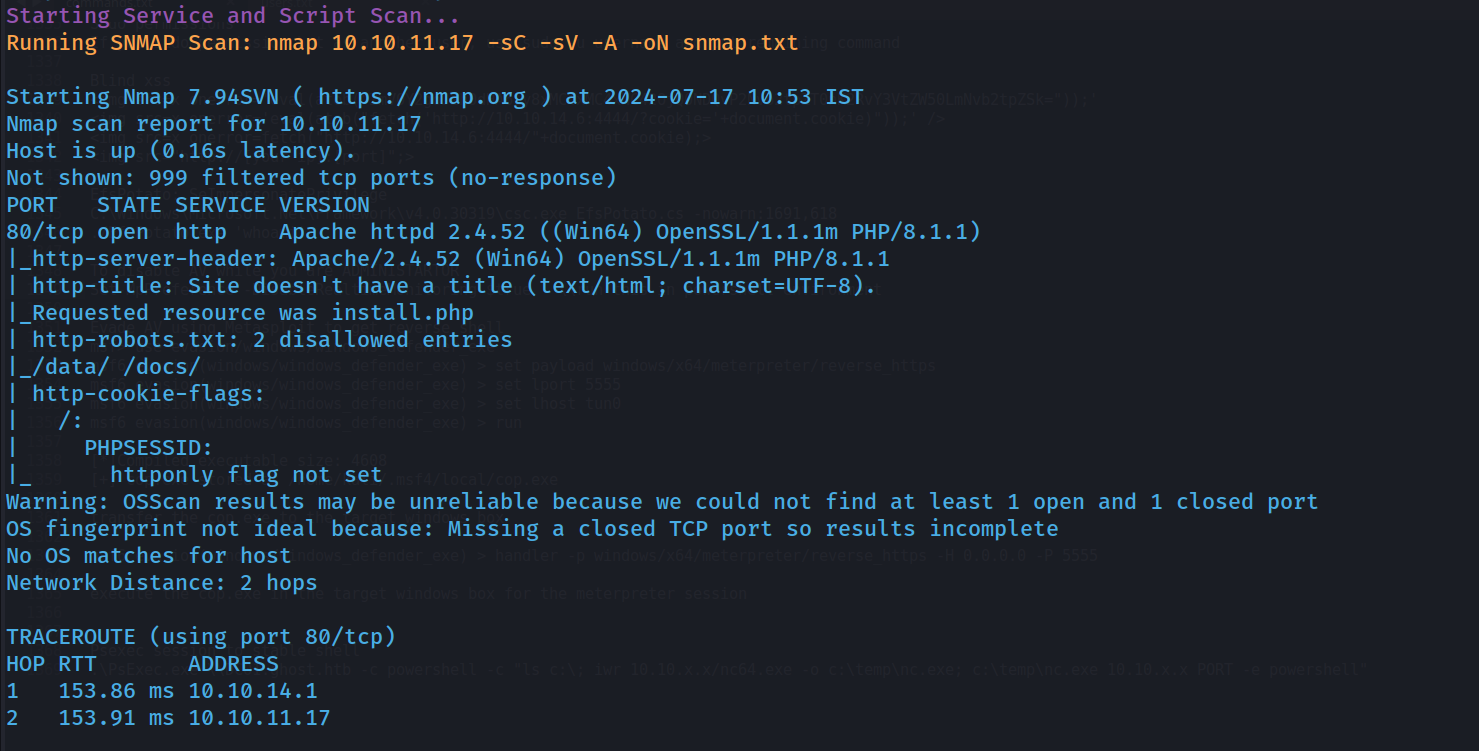 Starting Service and Script Scan...
Running SNMAP Scan: nmap 10.10.11.17 -sC -sV -A -oN snmap.txt
Starting Nmap 7.94SVN ( https://nmap.org ) at 2024-07-17 10:53 IST
Nmap scan report for 10.10.11.17
Host is up (0.16s latency).
Not shown: 999 filtered tcp ports (no-response)
PORT   STATE SERVICE VERSION
80/tcp open  http    Apache httpd 2.4.52 ((Win64) OpenSSL/1.1.1m PHP/8.1.1)
|_http-server-header: Apache/2.4.52 (Win64) OpenSSL/1.1.1m PHP/8.1.1
| http-title: Site doesn't have a title (text/html; charset=UTF-8).
|_Requested resource was install.php
| http-robots.txt: 2 disallowed entries
|_/data/ /docs/
| http-cookie-flags:
|   /:
|     PHPSESSID:
|_      httponly flag not set
Warning: OSScan results may be unreliable because we could not find at least 1 open and 1 closed port
OS fingerprint not ideal because: Missing a closed TCP port so results incomplete
No OS matches for host
Network Distance: 2 hops
TRACEROUTE (using port 80/tcp)
HOP RTT       ADDRESS
1   153.86 ms 10.10.14.1
2   153.91 ms 10.10.11.17